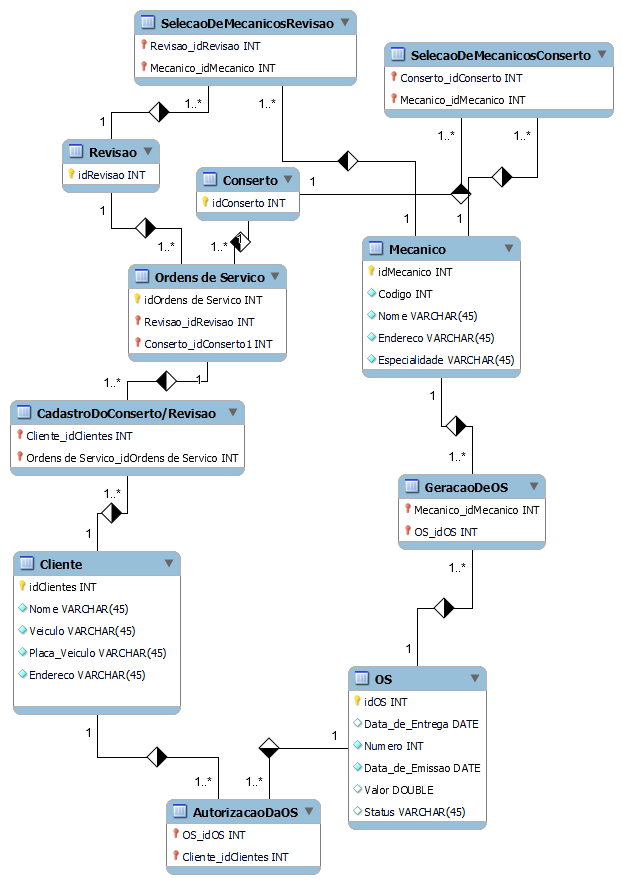 SelecaoDeMecanicosRevisao
Revisao_idRevisao INT
Mecanico_idMecanico INT
SelecaoDeMecanicosConserto
Conserto_idConserto INT
Mecanico_idMecanico INT
1..*
1..*
1..*
1..*
1
Revisao
idRevisao INT
Conserto
idConserto INT
1
1
1
1
1
1..*
1..*
Ordens de Servico
idOrdens de Servico INT
Revisao_idRevisao INT
Conserto_idConserto1 INT
Mecanico
idMecanico INT
Codigo INT
Nome VARCHAR(45)
Endereco VARCHAR(45)
Especialidade VARCHAR(45)
1..*
1
1
CadastroDoConserto/Revisao
Cliente_idClientes INT
Ordens de Servico_idOrdens de Servico INT
1..*
GeracaoDeOS
Mecanico_idMecanico INT
OS_idOS INT
1..*
1
1..*
Cliente
idClientes INT
Nome VARCHAR(45)
Veiculo VARCHAR(45)
Placa_Veiculo VARCHAR(45)
Endereco VARCHAR(45)
1
OS
idOS INT
Data_de_Entrega DATE
Numero INT
Data_de_Emissao DATE
Valor DOUBLE
Status VARCHAR(45)
1
1
1..*
1..*
AutorizacaoDaOS
OS_idOS INT
Cliente_idClientes INT